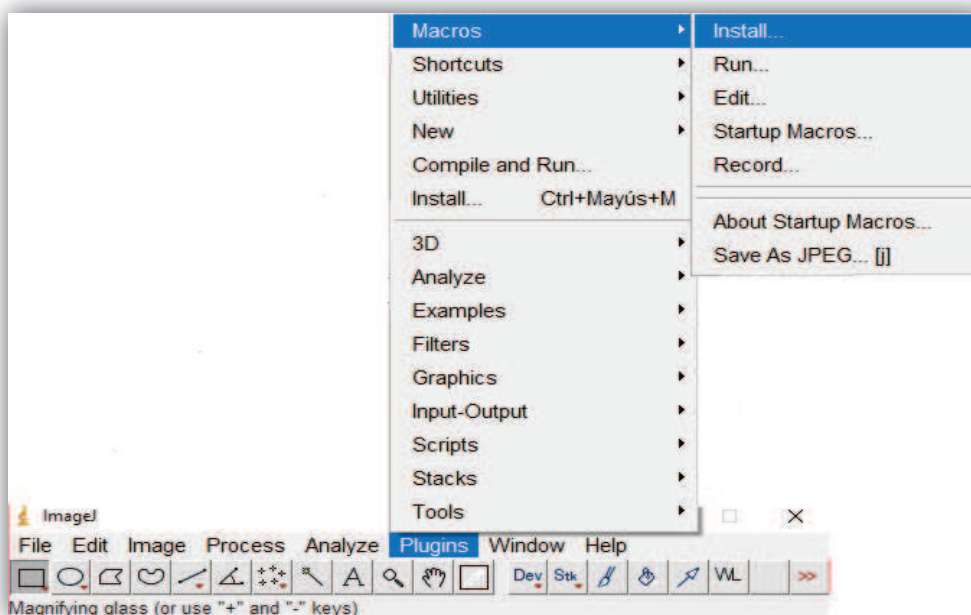 Macros
Shortcuts
Utilities
New
Compile and Run...
Install... Ctrl+Mayús+M
3D
Analyze
Examples
Filters
Graphics
Input-Output
Scripts
Stacks
Tools
Install...
Run...
Edit...
Startup Macros...
Record...
About Startup Macros...
Save As JPEG... [j]
ImageJ
File Edit Image Process Analyze Plugins Window Help
A Dev Stk WL >>
Magnifying glass (or use "+" and "-" keys)